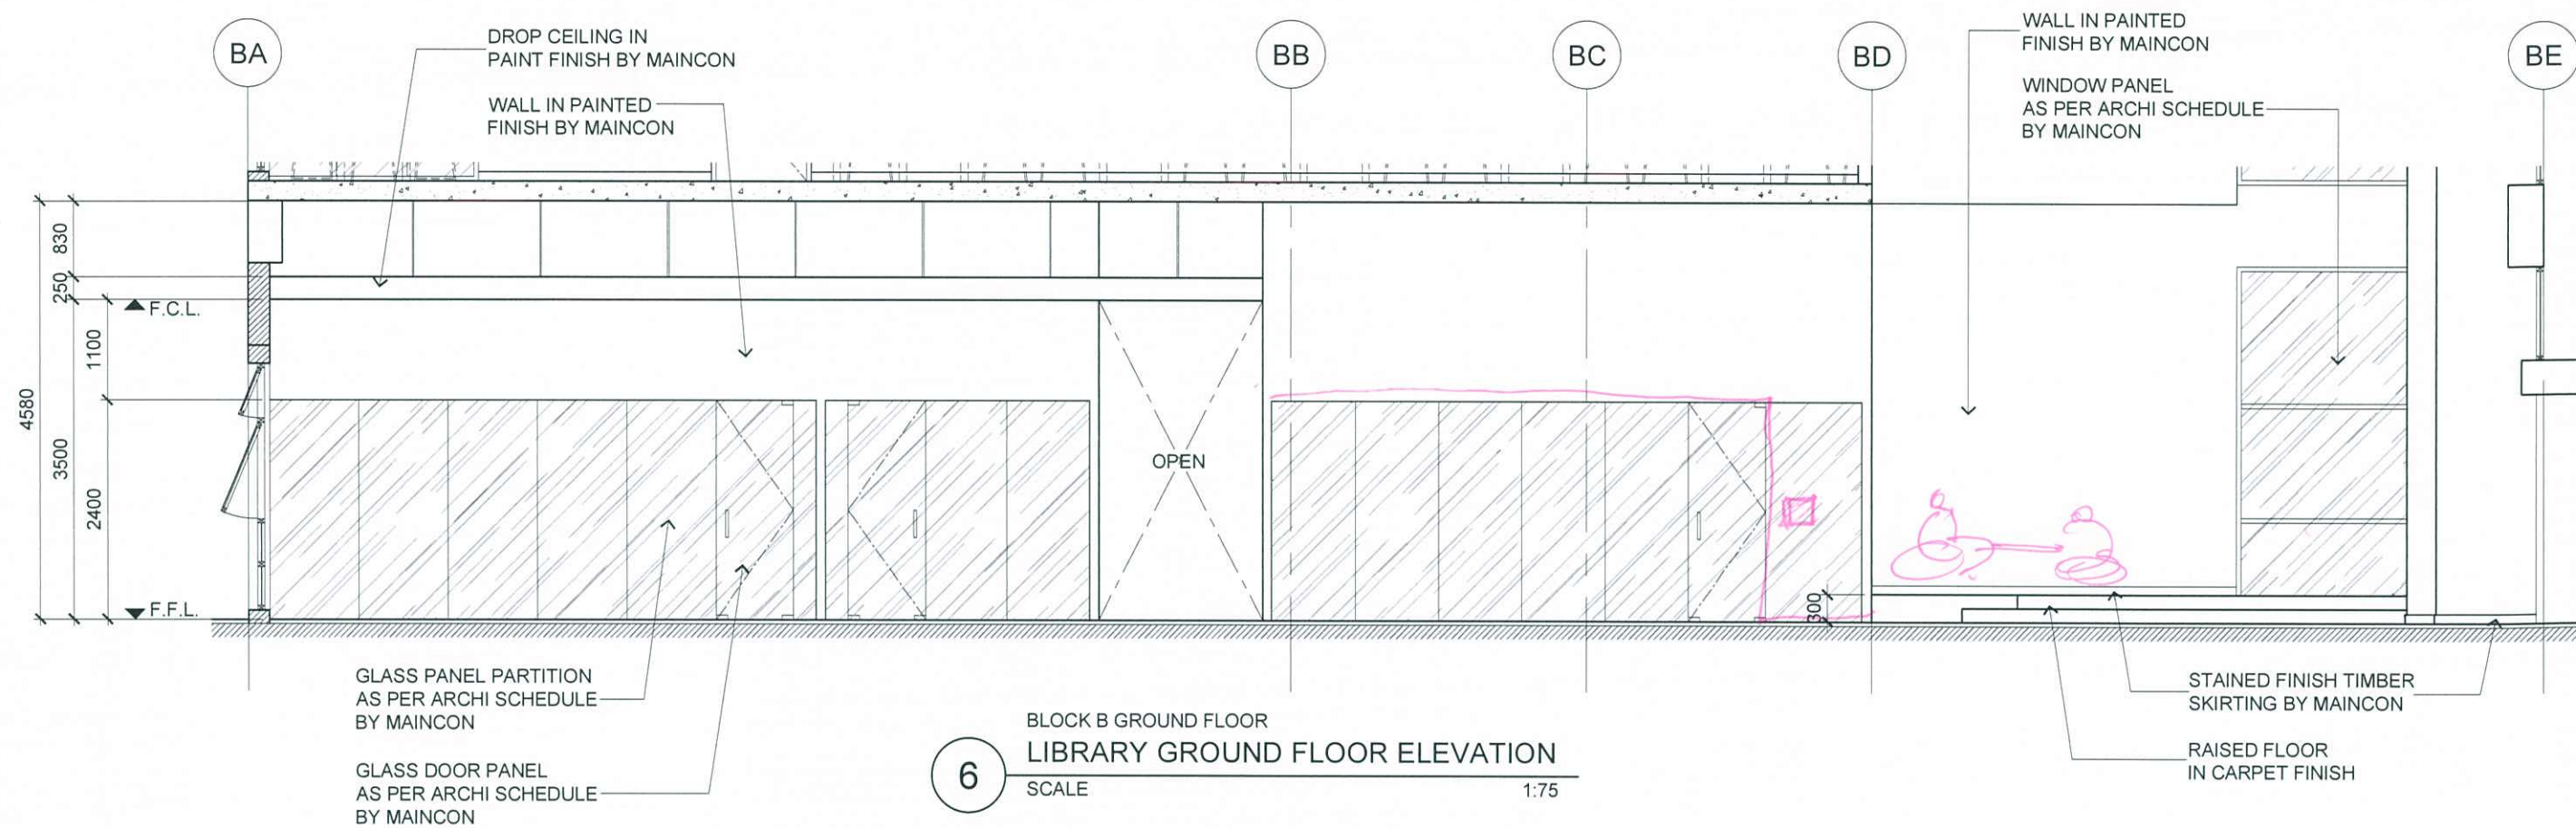 BA
DROP CEILING IN
PAINT FINISH BY MAINCON
WALL IN PAINTED
FINISH BY MAINCON
BB
BC
BD
WALL IN PAINTED
FINISH BY MAINCON
WINDOW PANEL
AS PER ARCHI SCHEDULE
BY MAINCON
BE
830
250
F.C.L.
1100
4580
3500
2400
OPEN
300
F.F.L.
GLASS PANEL PARTITION
AS PER ARCHI SCHEDULE
BY MAINCON
GLASS DOOR PANEL
AS PER ARCHI SCHEDULE
BY MAINCON
6
BLOCK B GROUND FLOOR
LIBRARY GROUND FLOOR ELEVATION
SCALE 1:75
STAINED FINISH TIMBER
SKIRTING BY MAINCON
RAISED FLOOR
IN CARPET FINISH